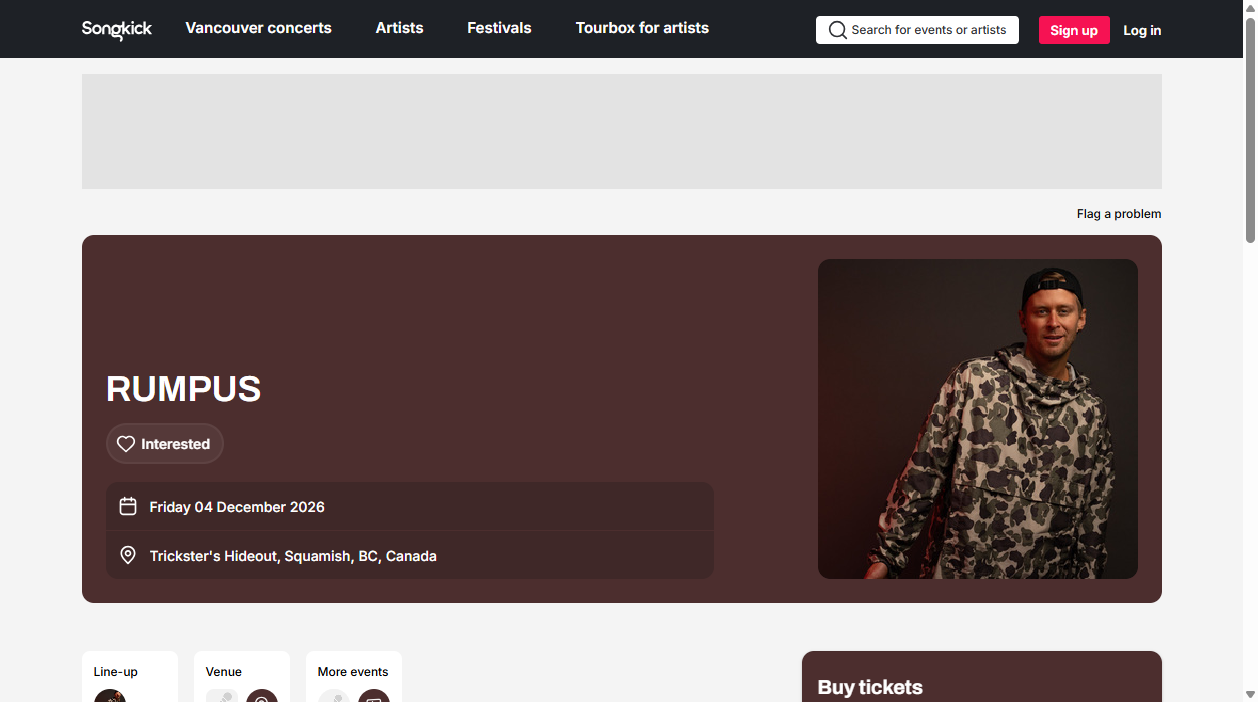 Songkick
Vancouver concerts
Artists
Festivals
Tourbox for artists
Search for events or artists
Sign up
Log in
Flag a problem
RUMPUS
Interested
Friday 04 December 2026
Trickster's Hideout, Squamish, BC, Canada
Line-up
Venue
More events
Buy tickets